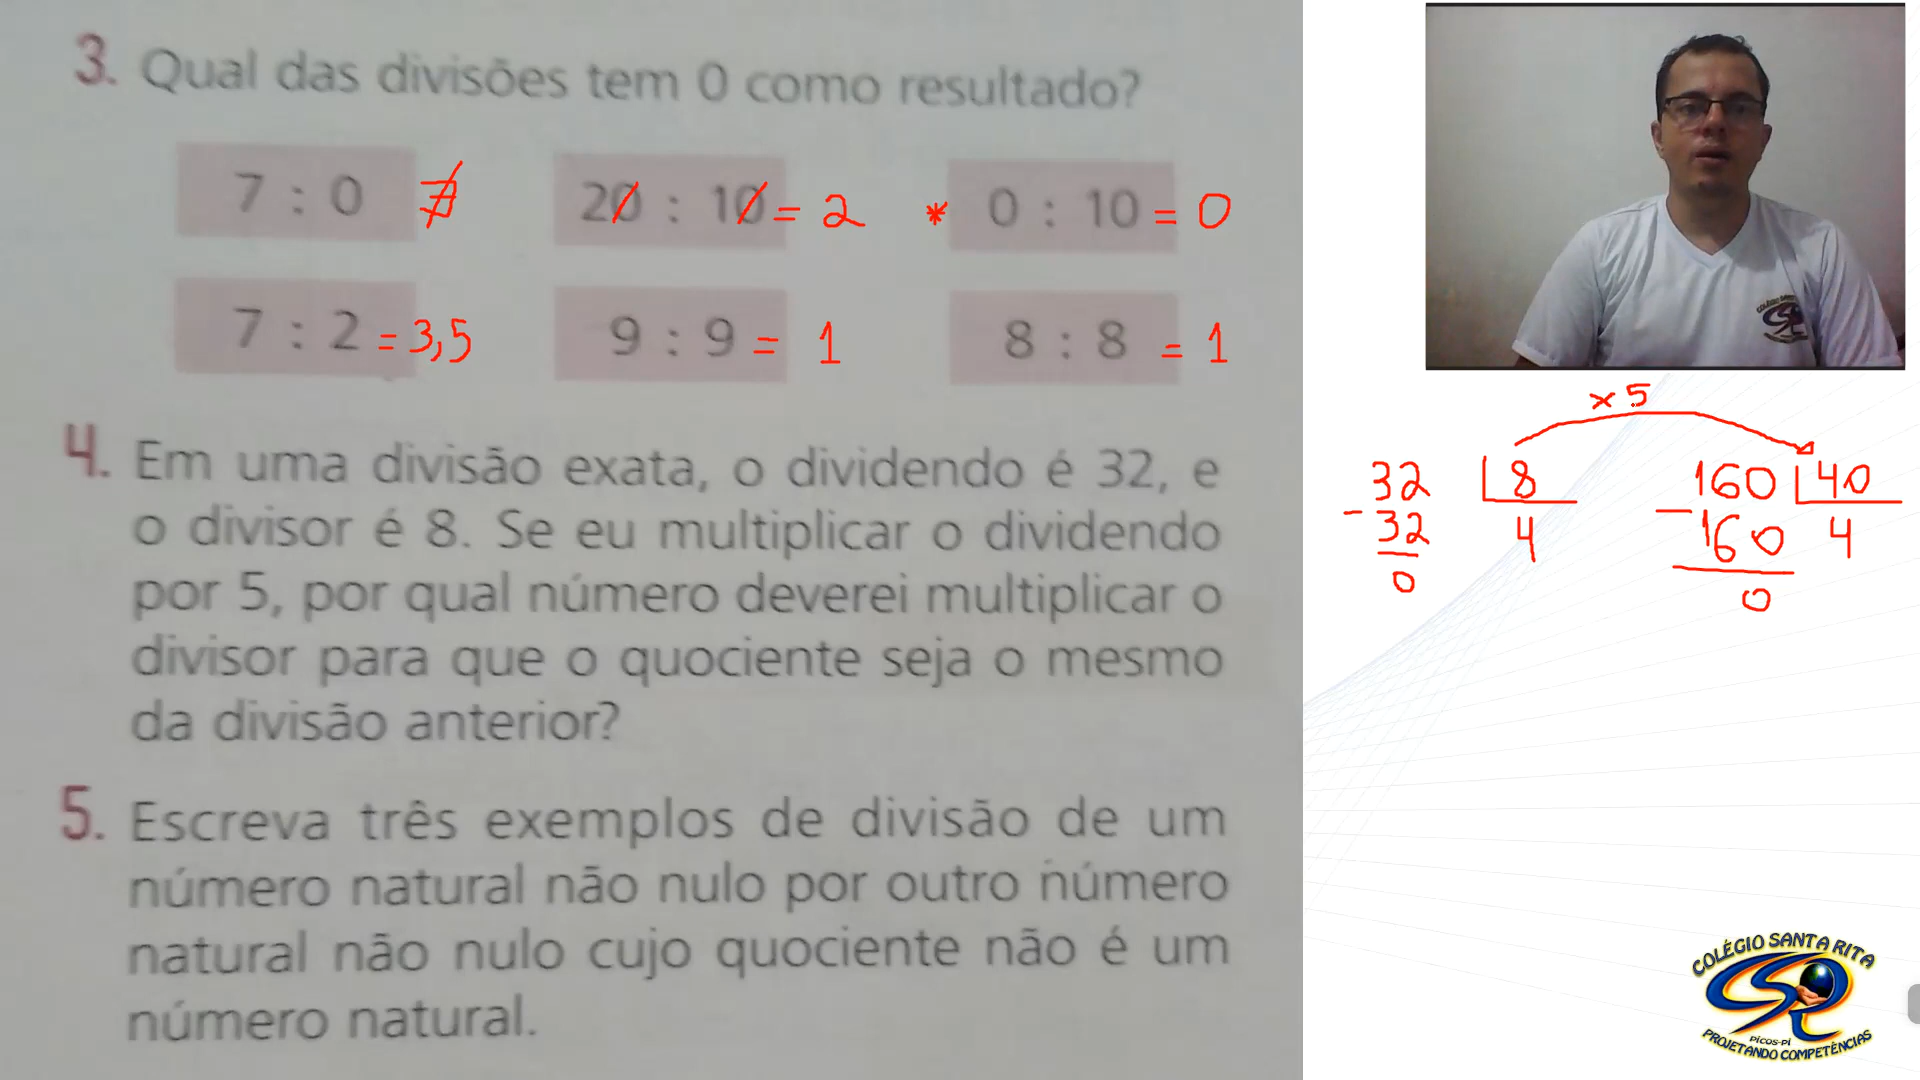 3. Qual das divisões tem 0 como resultado?
7 : 0 ∄ 20 : 10 = 2 * 0 : 10 = 0
7 : 2 = 3,5 9 : 9 = 1 8 : 8 = 1
4. Em uma divisão exata, o dividendo é 32, e
o divisor é 8. Se eu multiplicar o dividendo
por 5, por qual número deverei multiplicar o
divisor para que o quociente seja o mesmo
da divisão anterior?
5. Escreva três exemplos de divisão de um
número natural não nulo por outro número
natural não nulo cujo quociente não é um
número natural.
x 5
32 8 160 40
- 32 4 - 160 4
0 0
COLÉGIO SANTA RITA
PICOS-PI
PROJETANDO COMPETÊNCIAS